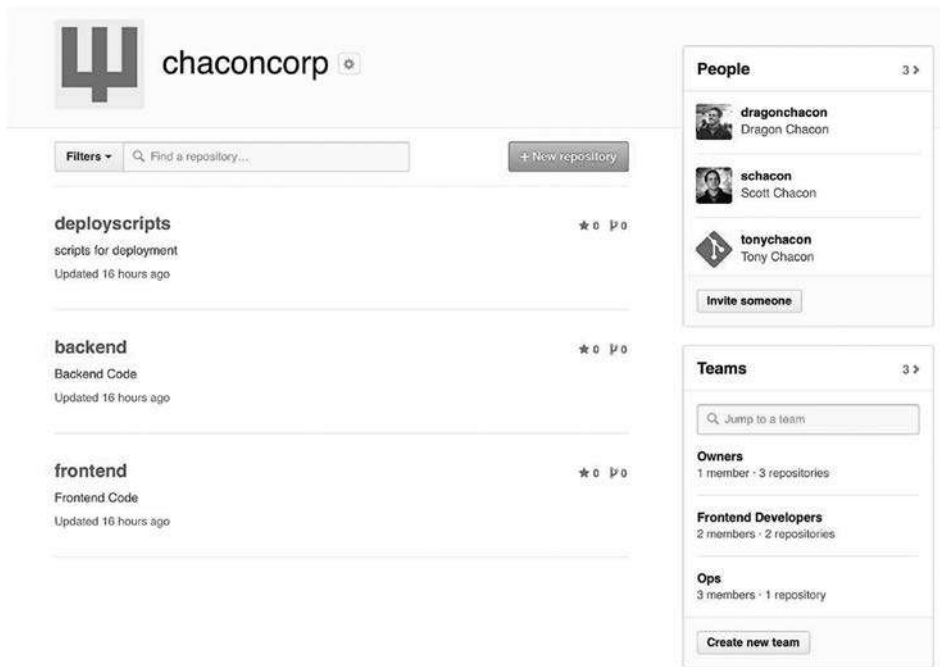 chaconcorp
Filters
Find a repository...
+ New repository
deployscripts
0 0
scripts for deployment
Updated 16 hours ago
backend
0 0
Backend Code
Updated 16 hours ago
frontend
0 0
Frontend Code
Updated 16 hours ago
People 3
dragonchacon
Dragon Chacon
schacon
Scott Chacon
tonychacon
Tony Chacon
Invite someone
Teams 3
Jump to a team
Owners
1 member · 3 repositories
Frontend Developers
2 members · 2 repositories
Ops
3 members · 1 repository
Create new team